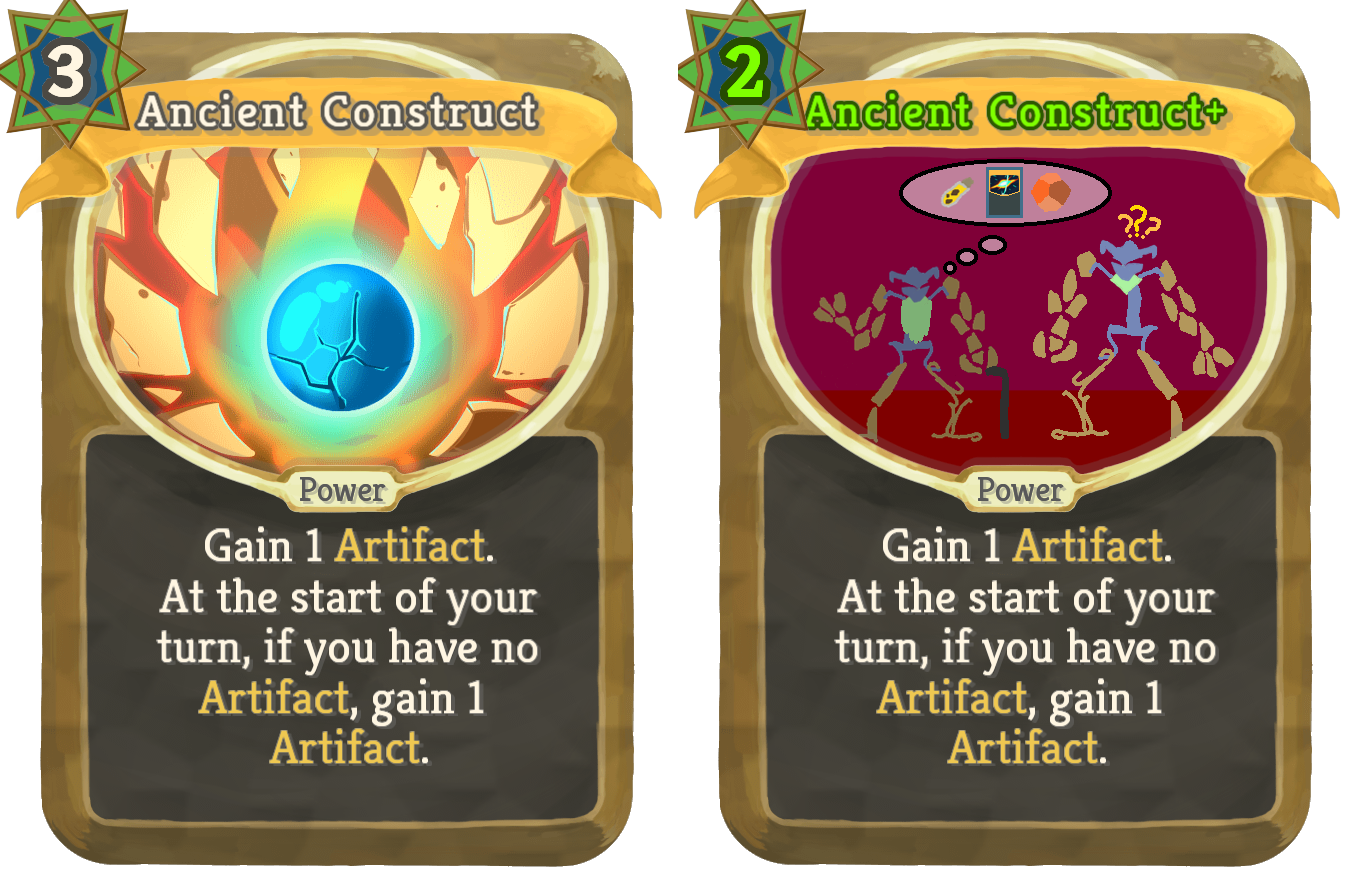 3
Ancient Construct
Power
Gain 1 Artifact.
At the start of your
turn, if you have no
Artifact, gain 1
Artifact.
2
Ancient Construct+
???
Power
Gain 1 Artifact.
At the start of your
turn, if you have no
Artifact, gain 1
Artifact.